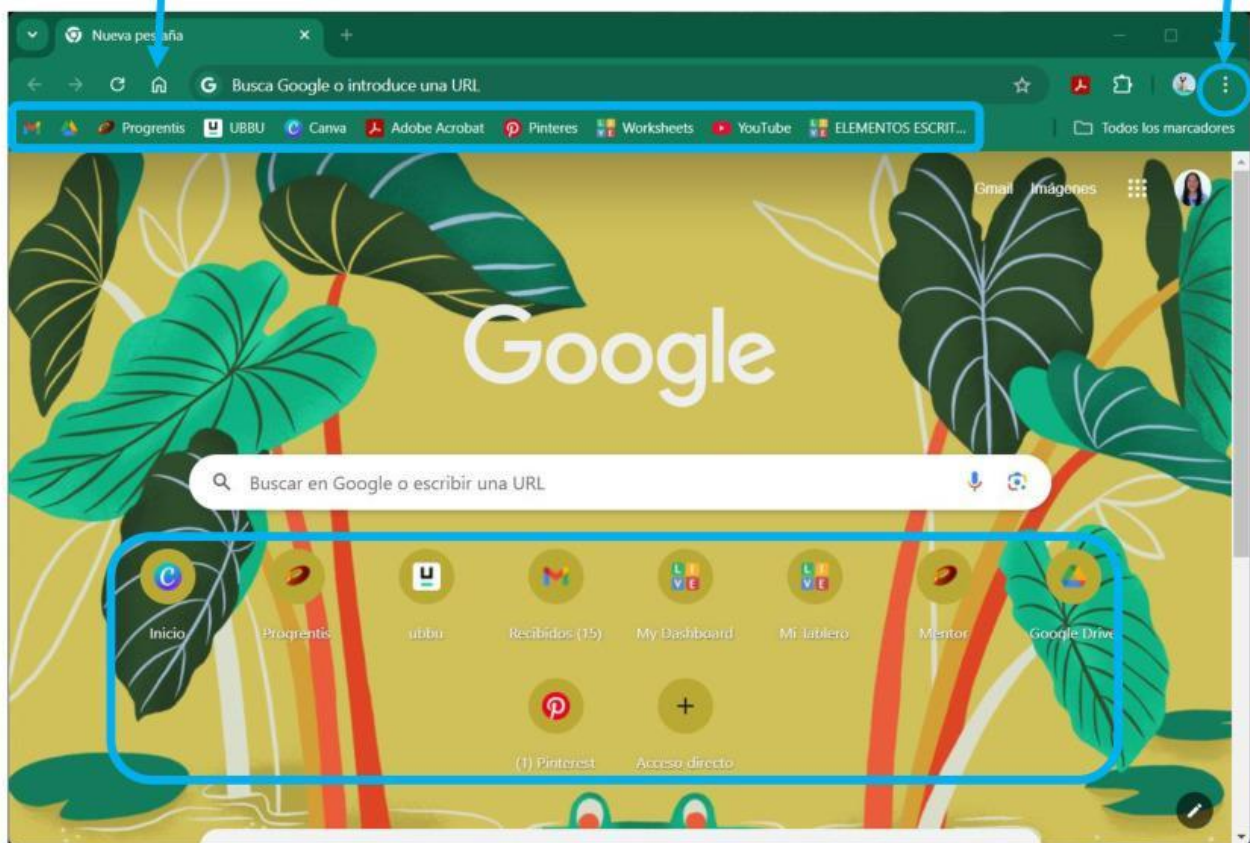 Nueva pestaña
Busca Google o introduce una URL
Progrentis UBBU Canva Adobe Acrobat Pinteres Worksheets YouTube ELEMENTOS ESCRIT... Todos los marcadores
Gmail Imágenes
Google
Buscar en Google o escribir una URL
Inicio Progrentis ubbu Recibidos (15) My Dashboard Mi Tablero Mentor Google Drive
(1) Pinterest Acceso directo